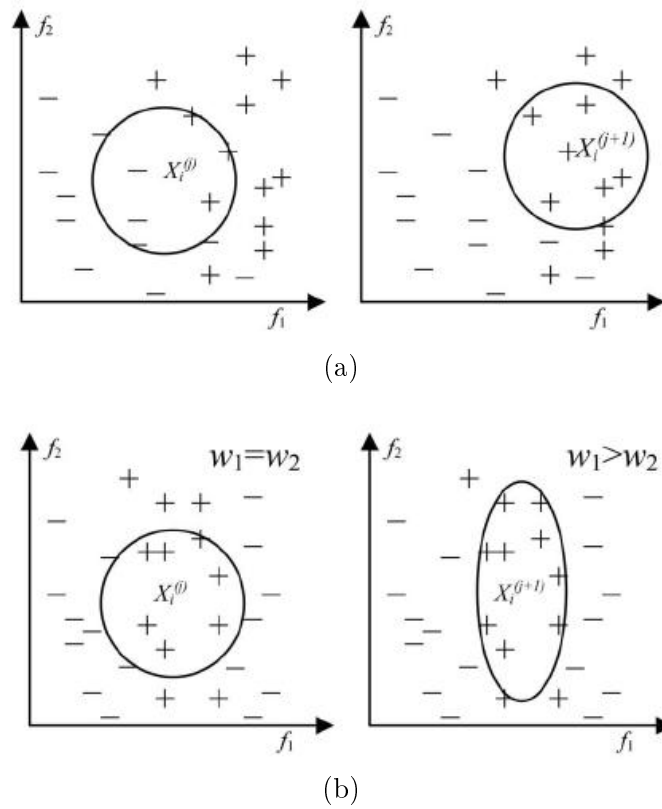 f₂
f₂
Xᵢ⁽ʲ⁾
Xᵢ⁽ʲ⁺¹⁾
f₁
f₁
(a)
f₂
w₁=w₂
f₂
w₁>w₂
Xᵢ⁽ʲ⁾
Xᵢ⁽ʲ⁺¹⁾
f₁
f₁
(b)